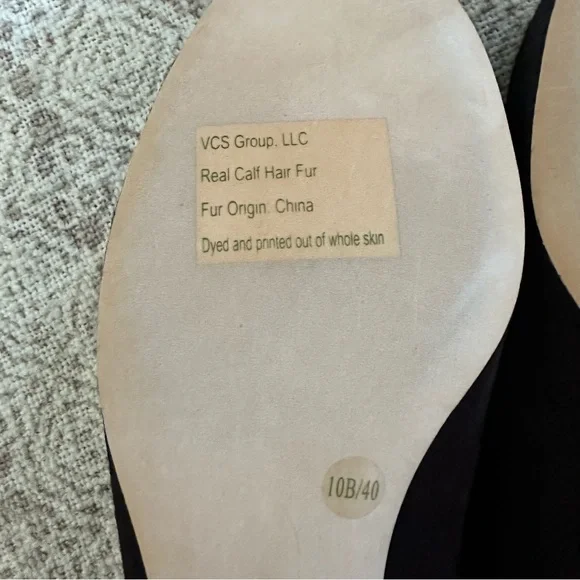 VCS Group, LLC
Real Calf Hair Fur
Fur Origin: China
Dyed and printed out of whole skin
10B/40